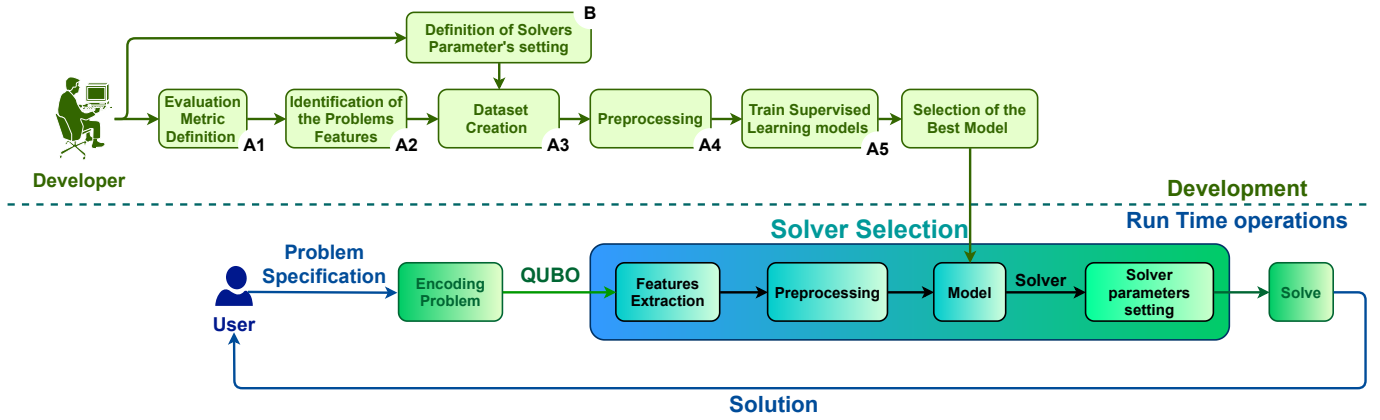 B
Definition of Solvers
Parameter's setting
Evaluation
Metric
Definition
A1
Identification of
the Problems
Features
A2
Dataset
Creation
A3
Preprocessing
A4
Train Supervised
Learning models
A5
Selection of the
Best Model
Developer
Development
Run Time operations
Solver Selection
Problem
Specification
User
Encoding
Problem
QUBO
Features
Extraction
Preprocessing
Model
Solver
Solver
parameters
setting
Solve
Solution